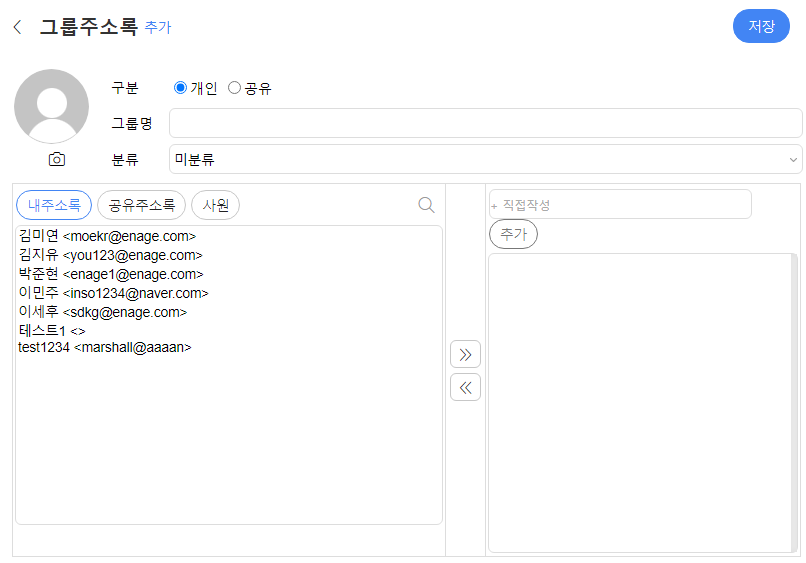 그룹주소록 추가
저장
구분 개인 공유
그룹명
분류 미분류
내주소록 공유주소록 사원
+ 직접작성
추가
김미연 <moekr@enage.com>
김지유 <you123@enage.com>
박준현 <enage1@enage.com>
이민주 <inso1234@naver.com>
이세후 <sdkg@enage.com>
테스트1 <>
test1234 <marshall@aaaan>